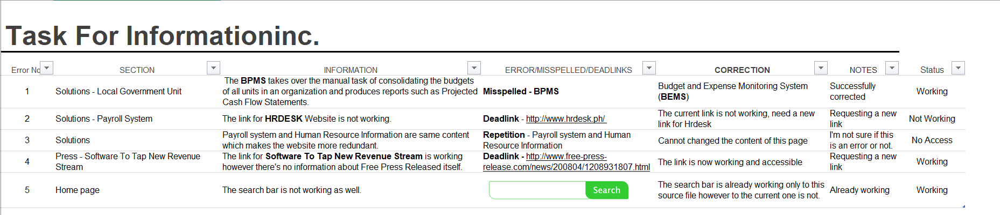 Task For Informationinc.
Error No SECTION INFORMATION ERROR/MISSPELLED/DEADLINKS CORRECTION NOTES Status
1
Solutions - Local Government Unit
The BPMS takes over the manual task of consolidating the budgets
of all units in an organization and produces reports such as Projected
Cash Flow Statements.
Misspelled - BPMS
Budget and Expense Monitoring System
(BEMS)
Successfully
corrected
Working
2
Solutions - Payroll System
The link for HRDESK Website is not working.
Deadlink - http://www.hrdesk.ph/
The current link is not working, need a new
link for Hrdesk
Requesting a new
link
Not Working
3
Solutions
Payroll system and Human Resource Information are same content
which makes the website more redundant.
Repetition - Payroll system and Human
Resource Information
Cannot changed the content of this page
I'm not sure if this
is an error or not.
No Access
4
Press - Software To Tap New Revenue
Stream
The link for Software To Tap New Revenue Stream is working
however there's no information about Free Press Released itself.
Deadlink - http://www.free-press-
release.com/news/200804/1208931807.html
The link is now working and accessible
Requesting a new
link
Working
5
Home page
The search bar is not working as well.
Search
The search bar is already working only to this
source file however to the current one is not.
Already working
Working